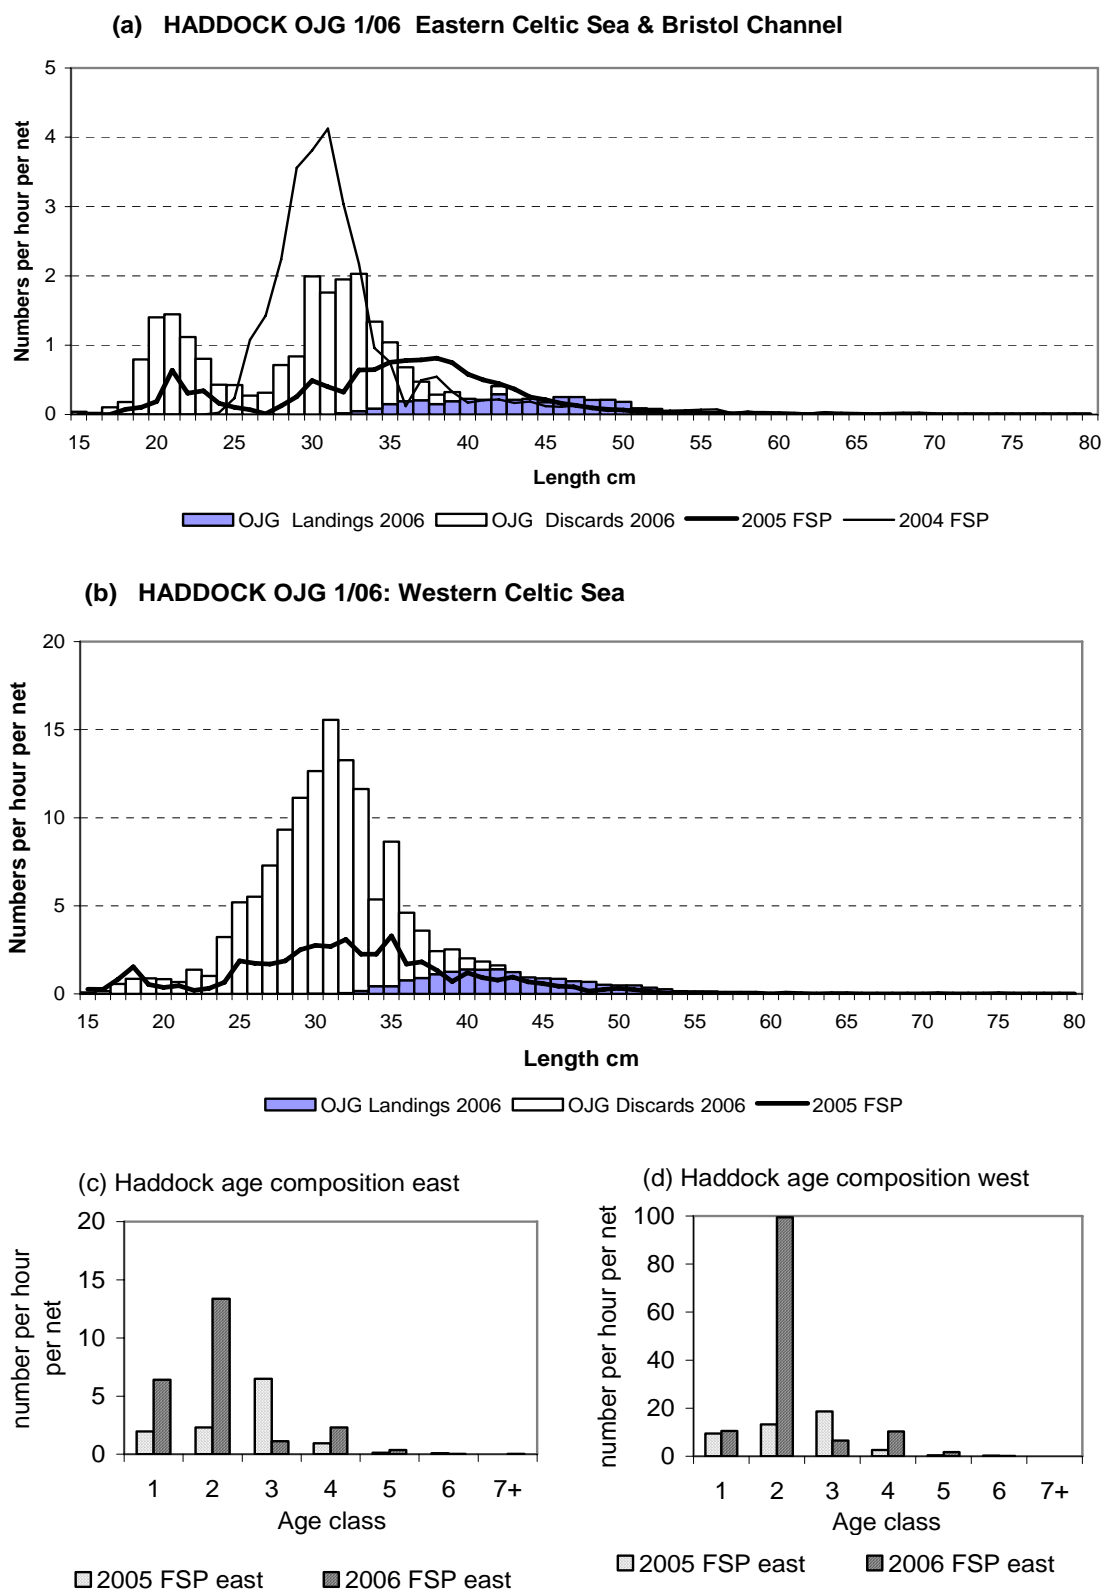 (a) HADDOCK OJG 1/06 Eastern Celtic Sea & Bristol Channel
Numbers per hour per net
5
4
3
2
1
0
15 20 25 30 35 40 45 50 55 60 65 70 75 80
Length cm
OJG Landings 2006 OJG Discards 2006 2005 FSP 2004 FSP
(b) HADDOCK OJG 1/06: Western Celtic Sea
Numbers per hour per net
20
15
10
5
0
15 20 25 30 35 40 45 50 55 60 65 70 75 80
Length cm
OJG Landings 2006 OJG Discards 2006 2005 FSP
(c) Haddock age composition east
number per hour
per net
20
15
10
5
0
1 2 3 4 5 6 7+
Age class
2005 FSP east 2006 FSP east
(d) Haddock age composition west
number per hour per net
100
80
60
40
20
0
1 2 3 4 5 6 7+
Age class
2005 FSP east 2006 FSP east